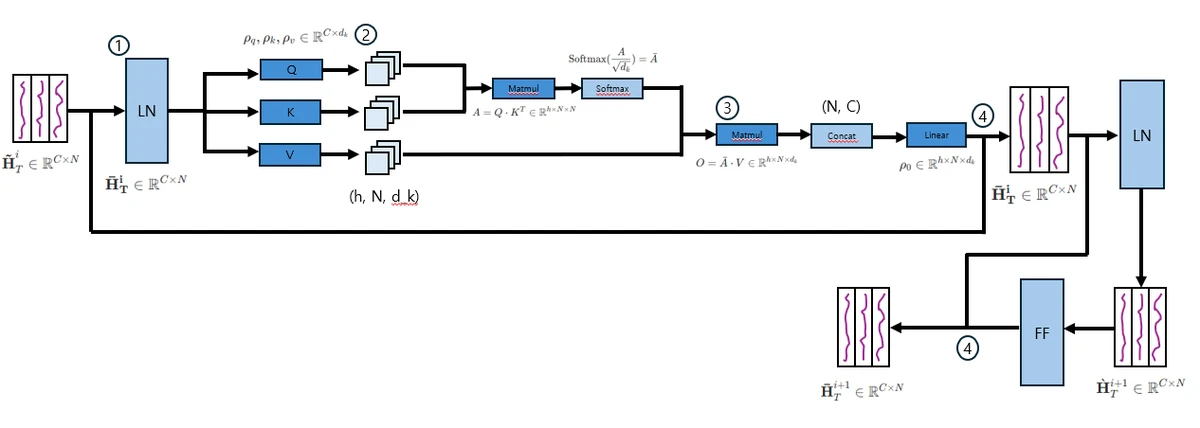 ①
ρ_q, ρ_k, ρ_v ∈ ℝ^{C×d_k}
②
LN
Q
K
V
(h, N, d_k)
H̃_T^i ∈ ℝ^{C×N}
H̄_T^i ∈ ℝ^{C×N}
Matmul
A = Q · K^T ∈ ℝ^{h×N×N}
Softmax(A/√d_k) = Ā
Softmax
③
Matmul
O = Ā · V ∈ ℝ^{h×N×d_k}
(N, C)
Concat
Linear
ρ_0 ∈ ℝ^{h×N×d_k}
④
H̄_T^i ∈ ℝ^{C×N}
LN
H̀_T^{i+1} ∈ ℝ^{C×N}
FF
④
H̄_T^{i+1} ∈ ℝ^{C×N}